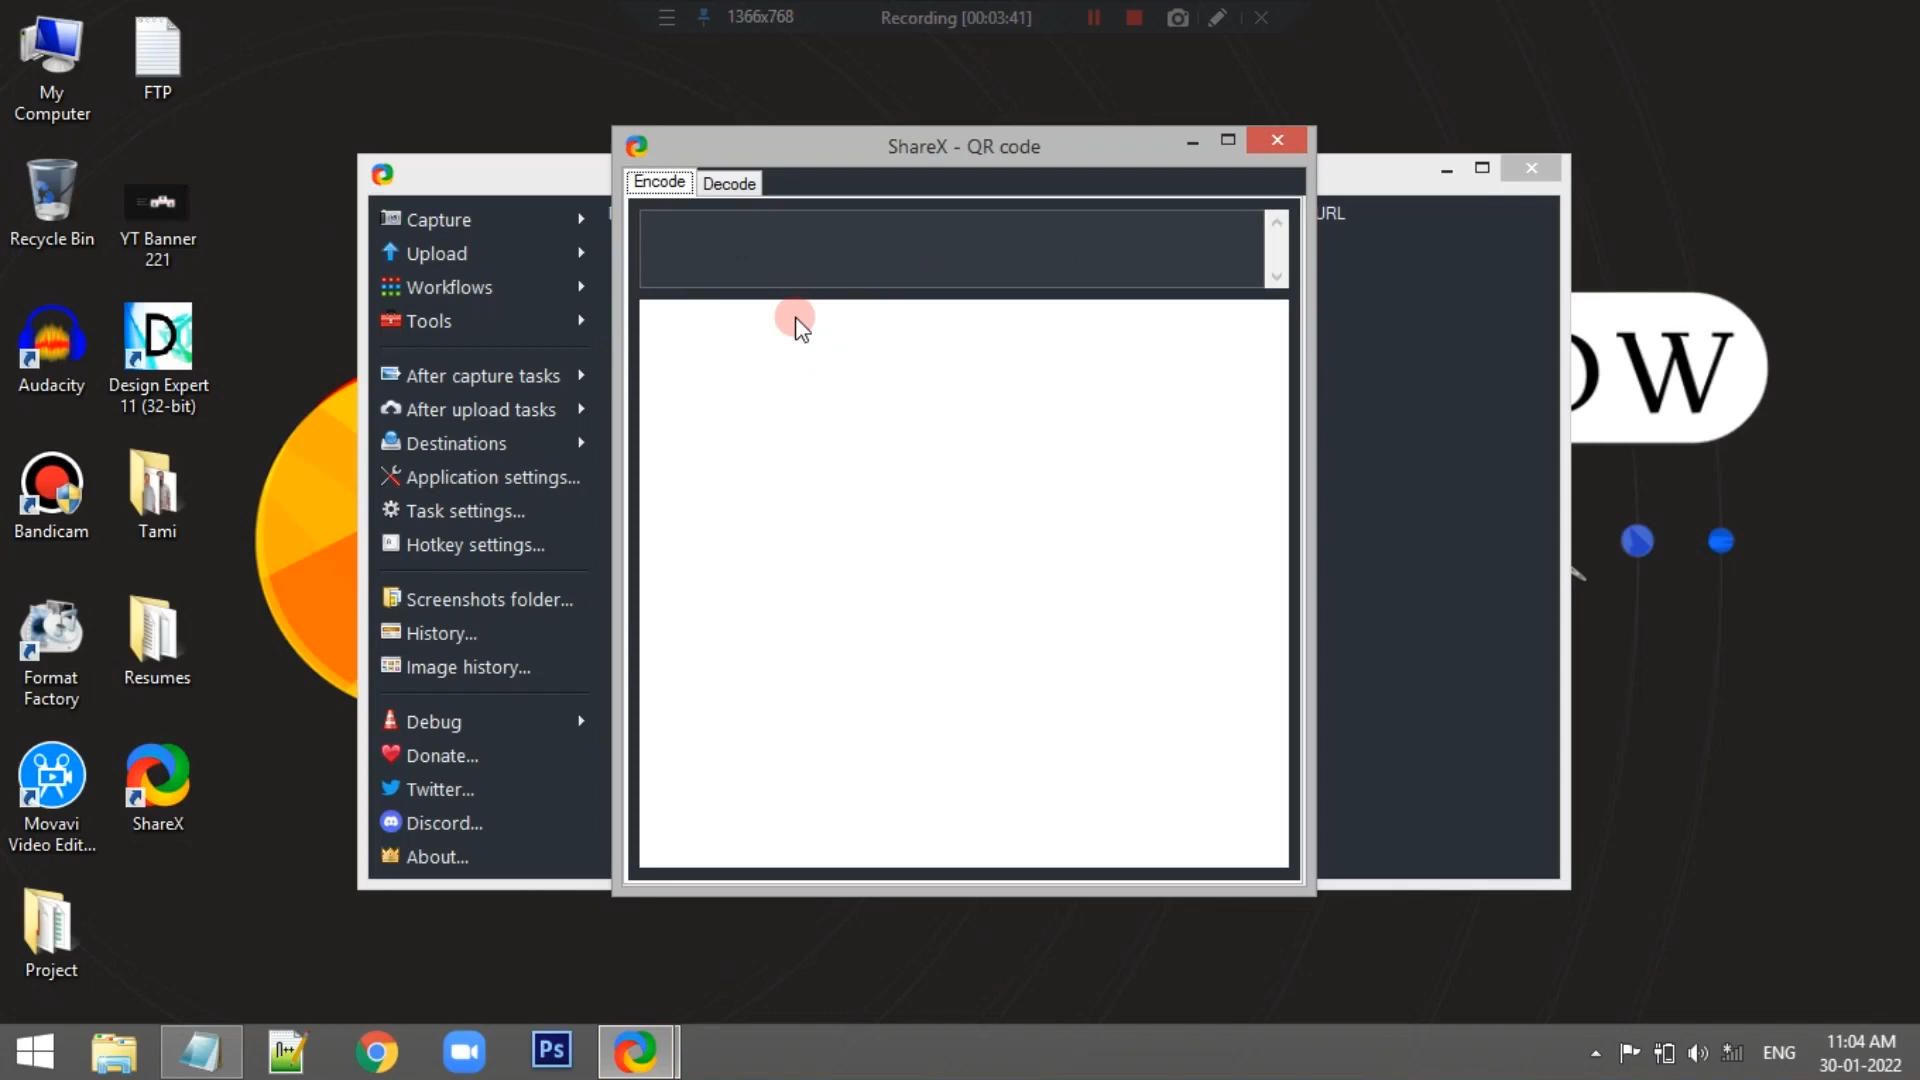 1366x768
Recording [00:03:41]
My
Computer
FTP
Recycle Bin
YT Banner
221
Audacity
Design Expert
11 (32-bit)
Bandicam
Tami
Format
Factory
Resumes
Movavi
Video Edit...
ShareX
Project
ShareX - QR code
Encode
Decode
URL
Capture
Upload
Workflows
Tools
After capture tasks
After upload tasks
Destinations
Application settings...
Task settings...
Hotkey settings...
Screenshots folder...
History...
Image history...
Debug
Donate...
Twitter...
Discord...
About...
OW
Ps
ENG
11:04 AM
30-01-2022